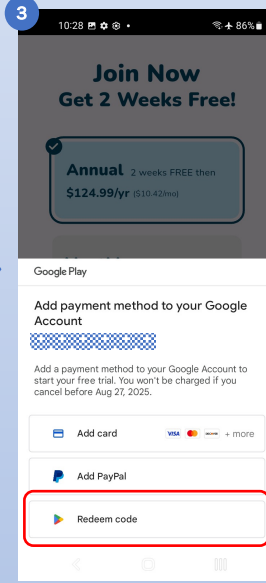 3
10:28
86%
Join Now
Get 2 Weeks Free!
Annual 2 weeks FREE then
$124.99/yr ($10.42/mo)
Google Play
Add payment method to your Google
Account
Add a payment method to your Google Account to
start your free trial. You won't be charged if you
cancel before Aug 27, 2025.
Add card VISA + more
Add PayPal
Redeem code